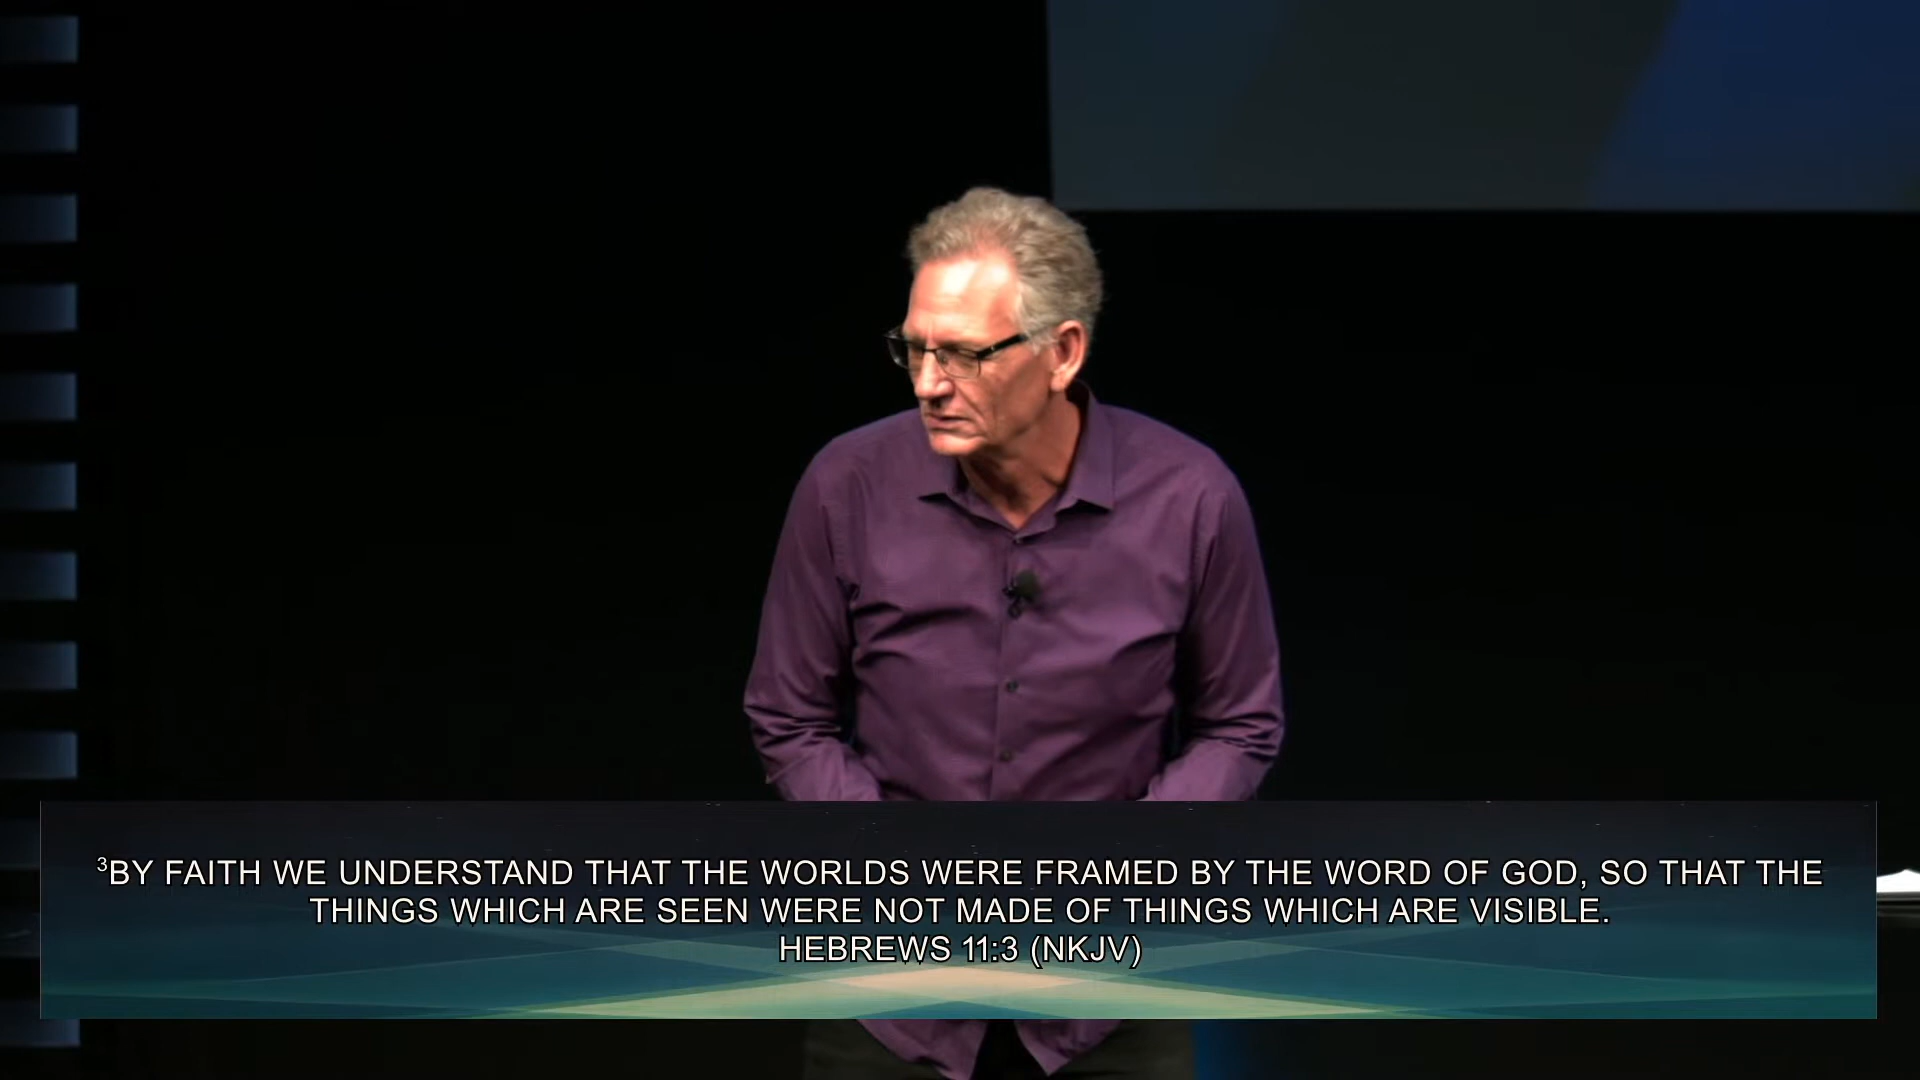 ³BY FAITH WE UNDERSTAND THAT THE WORLDS WERE FRAMED BY THE WORD OF GOD, SO THAT THE
THINGS WHICH ARE SEEN WERE NOT MADE OF THINGS WHICH ARE VISIBLE.
HEBREWS 11:3 (NKJV)